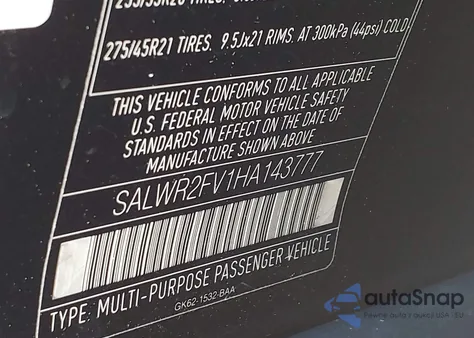 275/45R21 TIRES. 9.5Jx21 RIMS. AT 300kPa (44psi) COLD
THIS VEHICLE CONFORMS TO ALL APPLICABLE
U.S. FEDERAL MOTOR VEHICLE SAFETY
STANDARDS IN EFFECT ON THE DATE OF
MANUFACTURE SHOWN ABOVE
SALWR2FV1HA143777
TYPE: MULTI-PURPOSE PASSENGER VEHICLE
GK62-1532-BAA
autaSnap